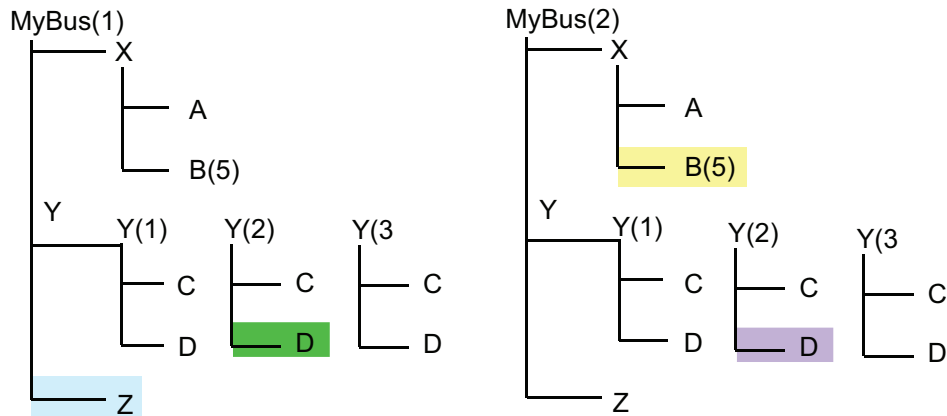 MyBus(1)
X
A
B(5)
Y
Y(1)
Y(2)
Y(3
C
C
C
D
D
D
Z
MyBus(2)
X
A
B(5)
Y
Y(1)
Y(2)
Y(3
C
C
C
D
D
D
Z